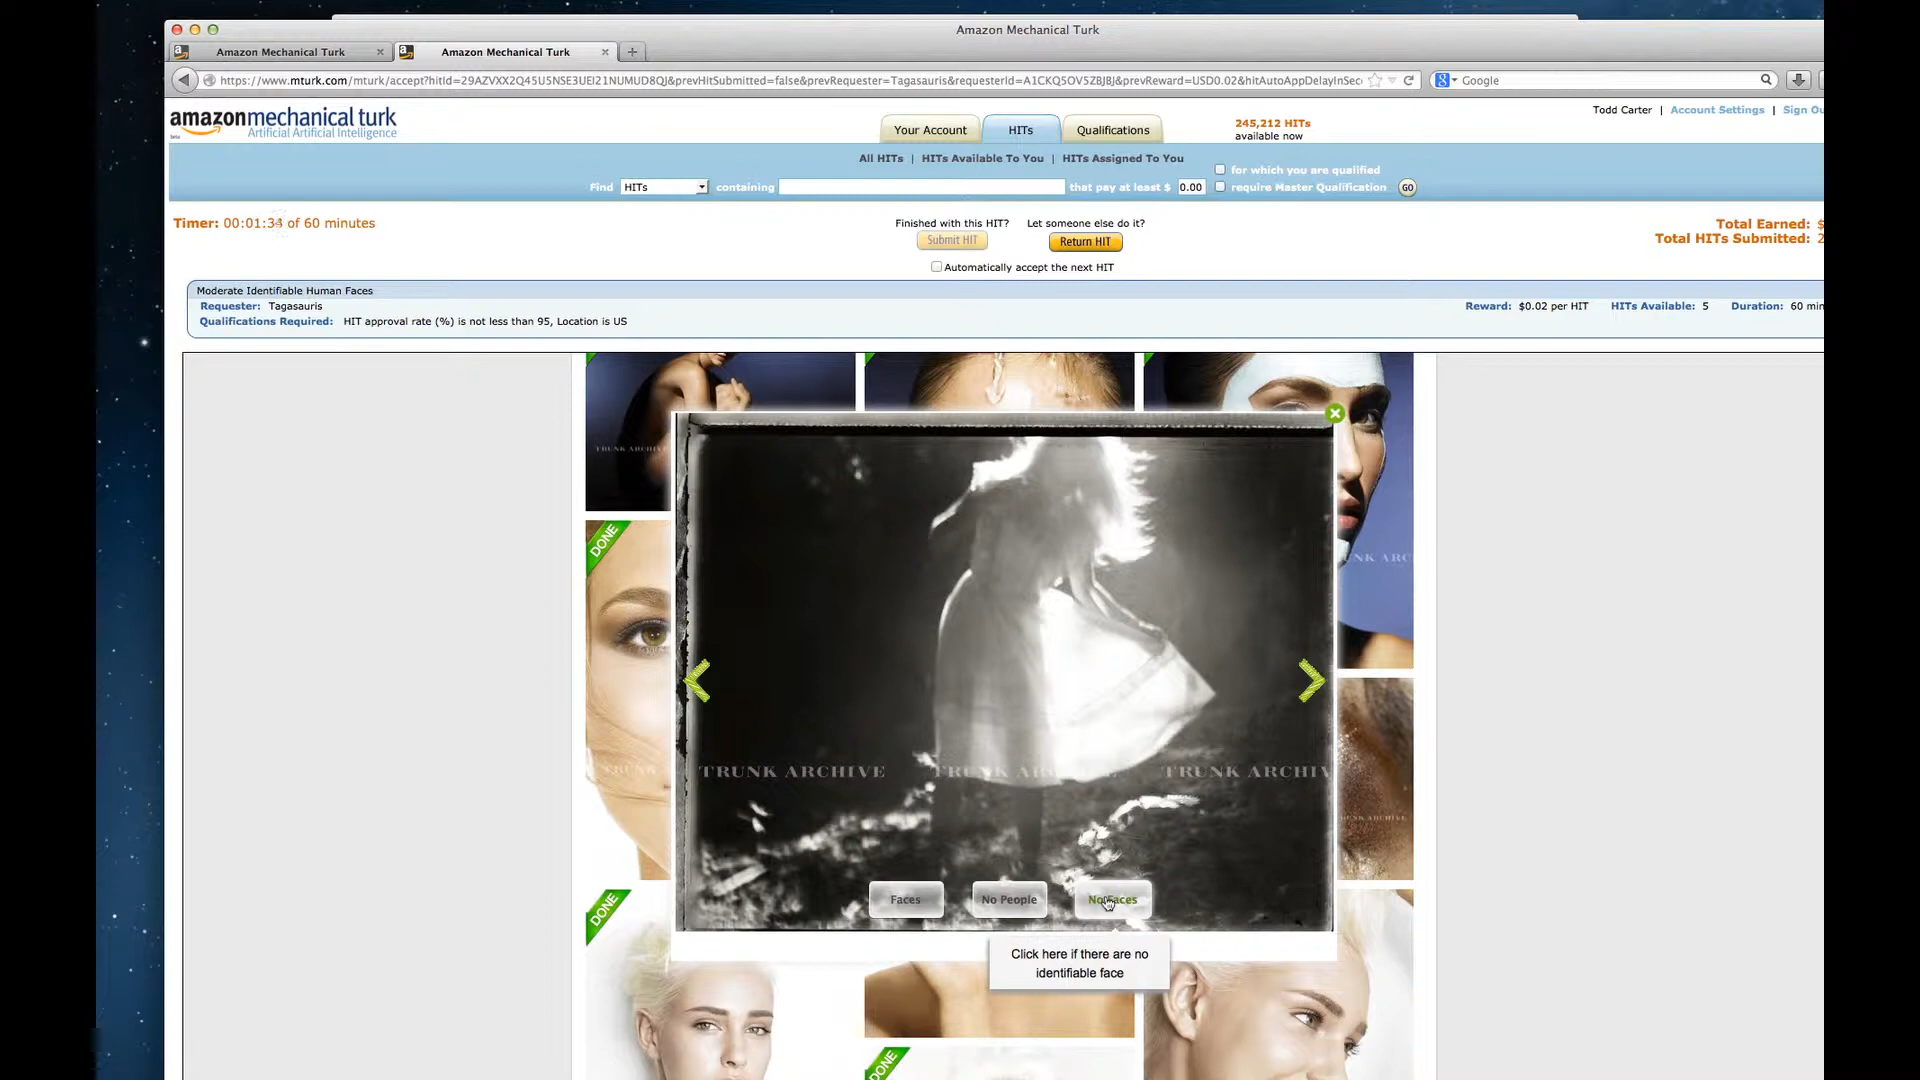 Amazon Mechanical Turk
Amazon Mechanical Turk
Amazon Mechanical Turk
https://www.mturk.com/mturk/accept?hitId=29AZVXX2Q45U5NSE3UEI21NUMUD8QJ&prevHitSubmitted=false&prevRequester=Tagasauris&requesterId=A1CKQ5OV5ZBJBJ&prevReward=USD0.02&hitAutoAppDelayInSec
Google
amazonmechanical turk
beta
Artificial Artificial Intelligence
Your Account
HITs
Qualifications
245,212 HITs
available now
Todd Carter | Account Settings | Sign Ou
All HITs | HITs Available To You | HITs Assigned To You
Find HITs containing that pay at least $ 0.00
for which you are qualified
require Master Qualification
GO
Timer: 00:01:34 of 60 minutes
Finished with this HIT?
Submit HIT
Let someone else do it?
Return HIT
Automatically accept the next HIT
Total Earned: $
Total HITs Submitted: 2
Moderate Identifiable Human Faces
Requester: Tagasauris
Reward: $0.02 per HIT HITs Available: 5 Duration: 60 min
Qualifications Required: HIT approval rate (%) is not less than 95, Location is US
TRUNK ARCHIVE
DONE
TRUNK ARCHIVE
TRUNK ARCHIV
Faces
No People
No Faces
DONE
Click here if there are no
identifiable face
DONE